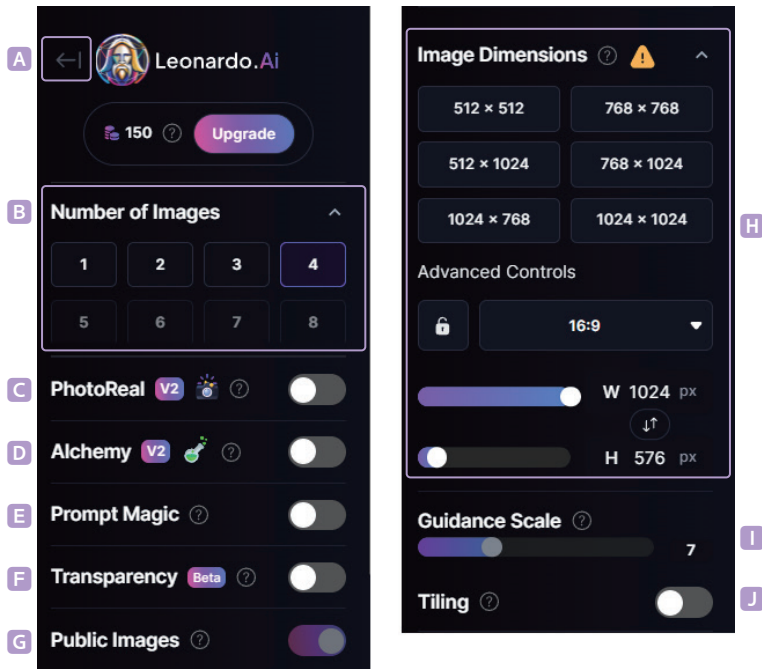 A
Leonardo.Ai
150 ? Upgrade
B
Number of Images
1 2 3 4
5 6 7 8
C
PhotoReal V2 ?
D
Alchemy V2 ?
E
Prompt Magic ?
F
Transparency Beta ?
G
Public Images ?
Image Dimensions ? !
512 × 512 768 × 768
512 × 1024 768 × 1024
1024 × 768 1024 × 1024
H
Advanced Controls
16:9
W 1024 px
H 576 px
Guidance Scale ?
I
7
Tiling ?
J